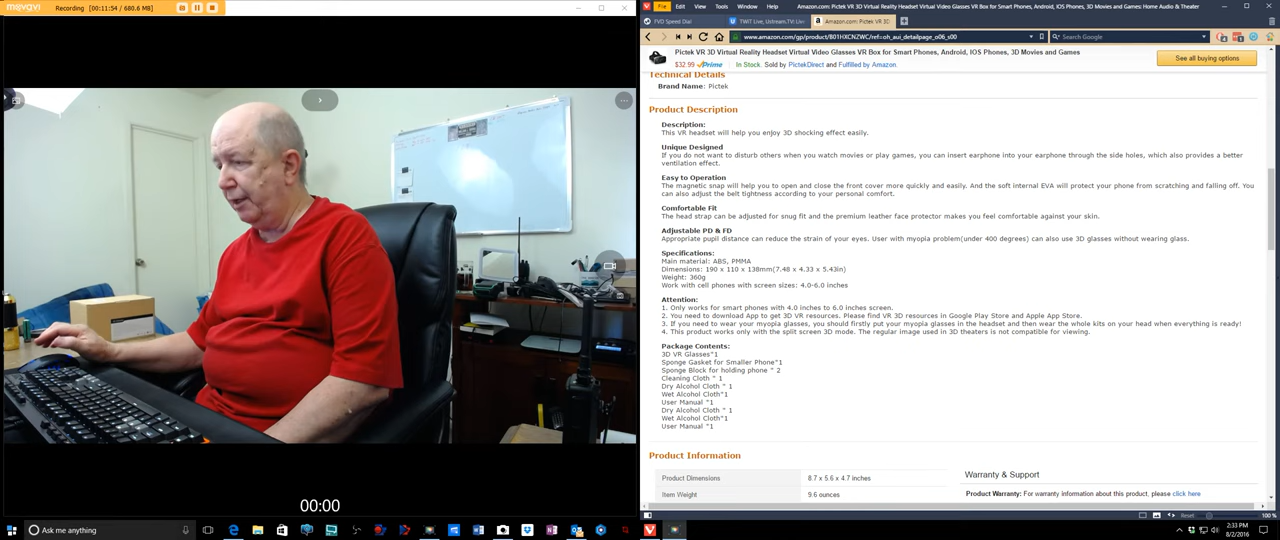 movavi
Recording (00:11:54 / 680.6 MB)
00:00
File Edit View Tools Window Help
Amazon.com: Pictek VR 3D Virtual Reality Headset Virtual Video Glasses VR Box for Smart Phones, Android, IOS Phones, 3D Movies and Games: Home Audio & Theater
FVD Speed Dial
TWiT Live, Ustream.TV: Live
Amazon.com: Pictek VR 3D
www.amazon.com/gp/product/B01HXCNZWC/ref=oh_aui_detailpage_o06_s00
Search Google
Pictek VR 3D Virtual Reality Headset Virtual Video Glasses VR Box for Smart Phones, Android, IOS Phones, 3D Movies and Games
$32.99 Prime In Stock. Sold by PictekDirect and Fulfilled by Amazon.
See all buying options
Technical Details
Brand Name: Pictek
Product Description
Description:
This VR headset will help you enjoy 3D shocking effect easily.
Unique Designed
If you do not want to disturb others when you watch movies or play games, you can insert earphone into your earphone through the side holes, which also provides a better
ventilation effect.
Easy to Operation
The magnetic snap will help you to open and close the front cover more quickly and easily. And the soft internal EVA will protect your phone from scratching and falling off. You
can also adjust the belt tightness according to your personal comfort.
Comfortable Fit
The head strap can be adjusted for snug fit and the premium leather face protector makes you feel comfortable against your skin.
Adjustable PD & FD
Appropriate pupil distance can reduce the strain of your eyes. User with myopia problem(under 400 degrees) can also use 3D glasses without wearing glass.
Specifications:
Main material: ABS, PMMA
Dimensions: 190 x 110 x 138mm(7.48 x 4.33 x 5.43in)
Weight: 360g
Work with cell phones with screen sizes: 4.0-6.0 inches
Attention:
1. Only works for smart phones with 4.0 inches to 6.0 inches screen.
2. You need to download App to get 3D VR resources. Please find VR 3D resources in Google Play Store and Apple App Store.
3. If you need to wear your myopia glasses, you should firstly put your myopia glasses in the headset and then wear the whole kits on your head when everything is ready!
4. This product works only with the split screen 3D mode. The regular image used in 3D theaters is not compatible for viewing.
Package Contents:
3D VR Glasses*1
Sponge Gasket for Smaller Phone*1
Sponge Block for holding phone * 2
Cleaning Cloth * 1
Dry Alcohol Cloth * 1
Wet Alcohol Cloth*1
User Manual *1
Dry Alcohol Cloth * 1
Wet Alcohol Cloth*1
User Manual *1
Product Information
Product Dimensions 8.7 x 5.6 x 4.7 inches
Item Weight 9.6 ounces
Warranty & Support
Product Warranty: For warranty information about this product, please click here
Reset
100 %
Ask me anything
2:33 PM
8/2/2016